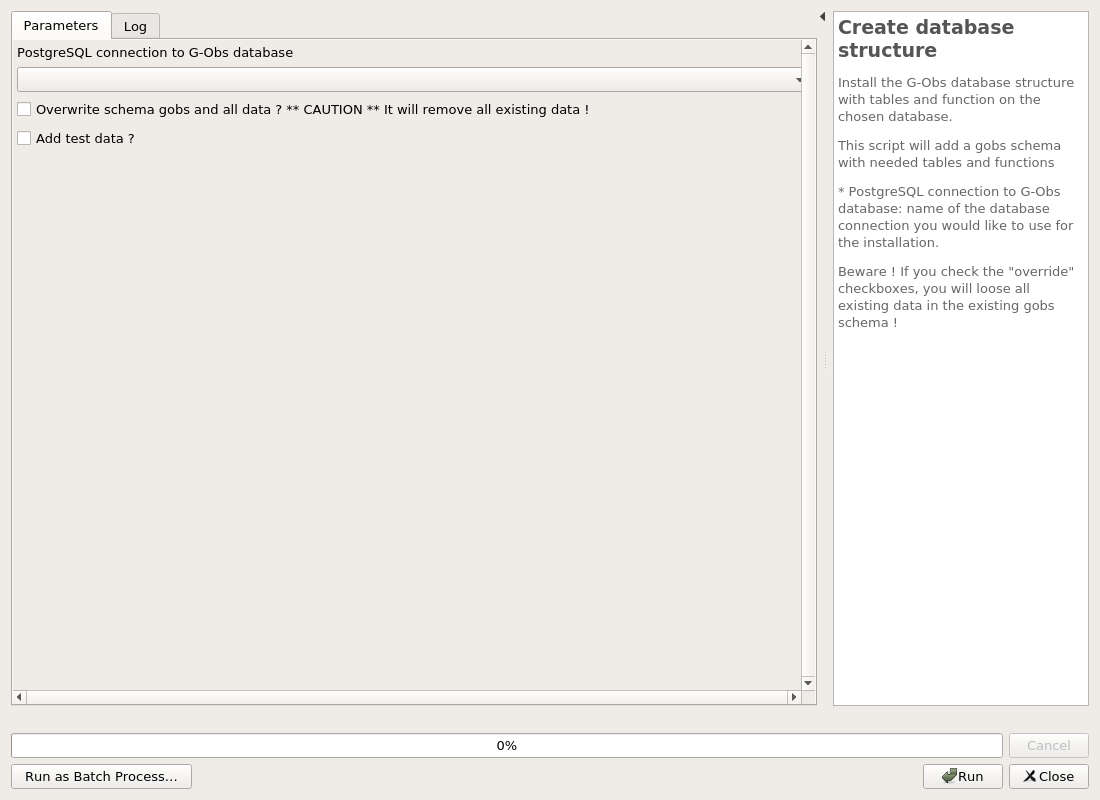 Parameters
Log
PostgreSQL connection to G-Obs database
Overwrite schema gobs and all data ? ** CAUTION ** It will remove all existing data !
Add test data ?
Create database
structure
Install the G-Obs database structure
with tables and function on the
chosen database.
This script will add a gobs schema
with needed tables and functions
* PostgreSQL connection to G-Obs
database: name of the database
connection you would like to use for
the installation.
Beware ! If you check the "override"
checkboxes, you will loose all
existing data in the existing gobs
schema !
0%
Cancel
Run as Batch Process...
Run
Close